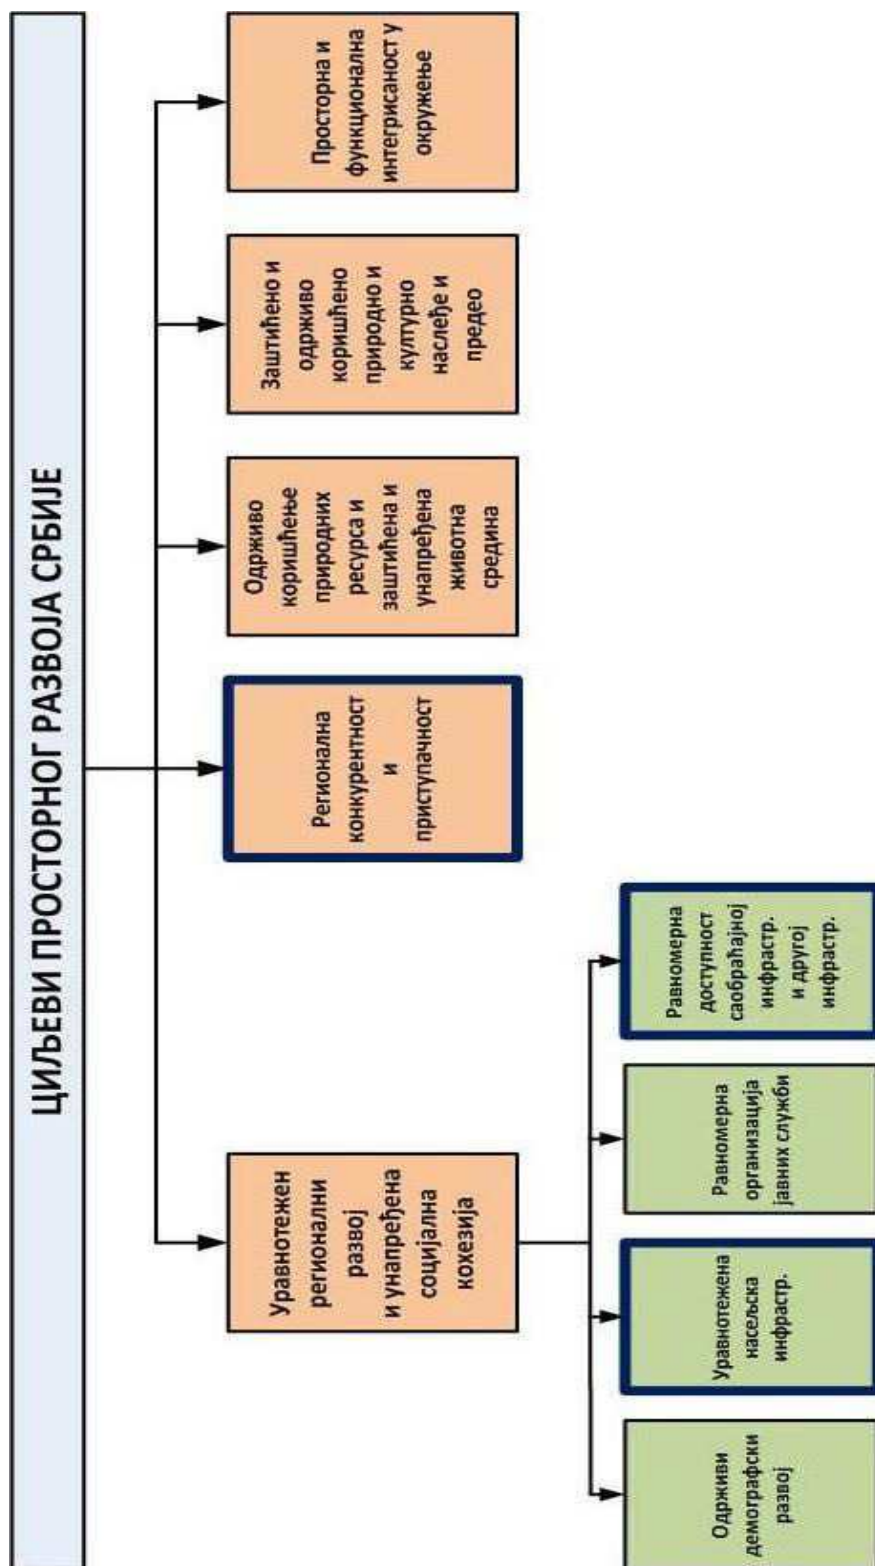 ЦИЉЕВИ ПРОСТОРНОГ РАЗВОЈА СРБИЈЕ
Уравнотежен
регионални
развој
и унапређена
социјална
кохезија
Регионална
конкурентност
и
приступачност
Одрживо
коришћење
природних
ресурса и
заштићена и
унапређена
животна
средина
Заштићено и
одрживо
коришћено
природно и
културно
наслеђе и
предео
Просторна и
функционална
интегрисаност у
окружење
Одрживи
демографски
развој
Уравнотежена
насељска
инфрастр.
Равномерна
организација
јавних служби
Равномерна
доступност
саобраћајној
инфрастр.
и другој
инфрастр.